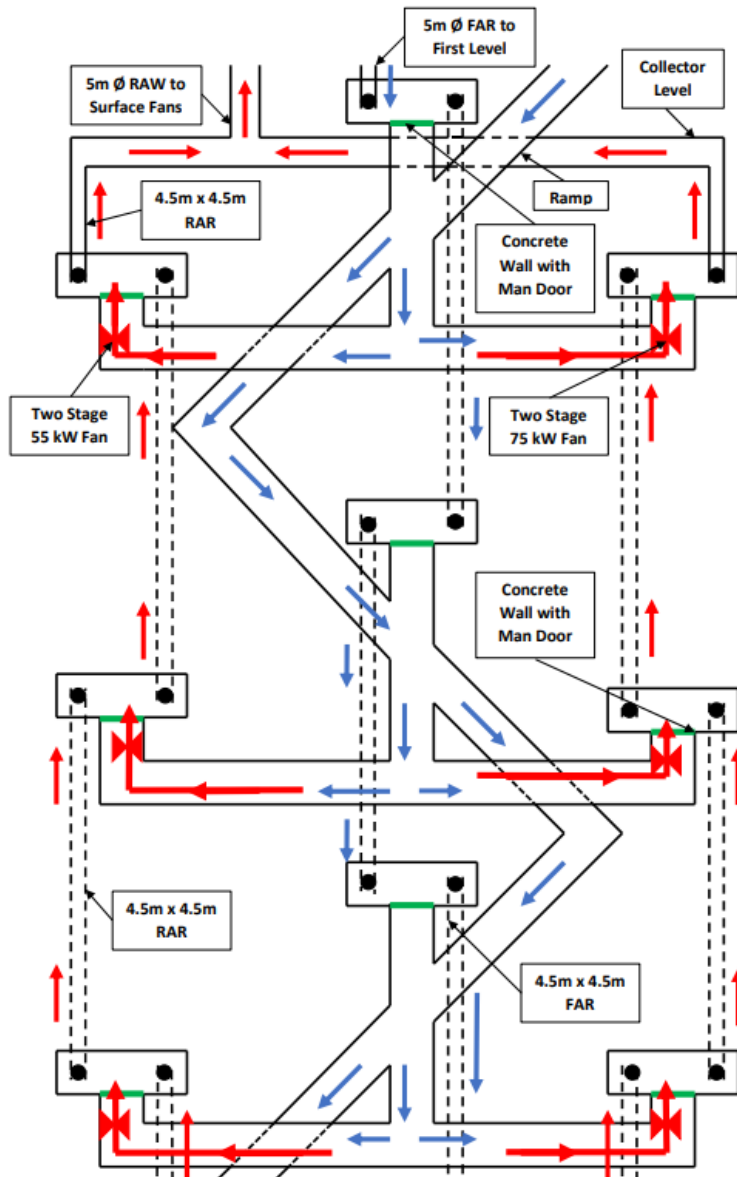 5m Ø FAR to
First Level
5m Ø RAW to
Surface Fans
Collector
Level
4.5m x 4.5m
RAR
Ramp
Concrete
Wall with
Man Door
Two Stage
55 kW Fan
Two Stage
75 kW Fan
Concrete
Wall with
Man Door
4.5m x 4.5m
RAR
4.5m x 4.5m
FAR